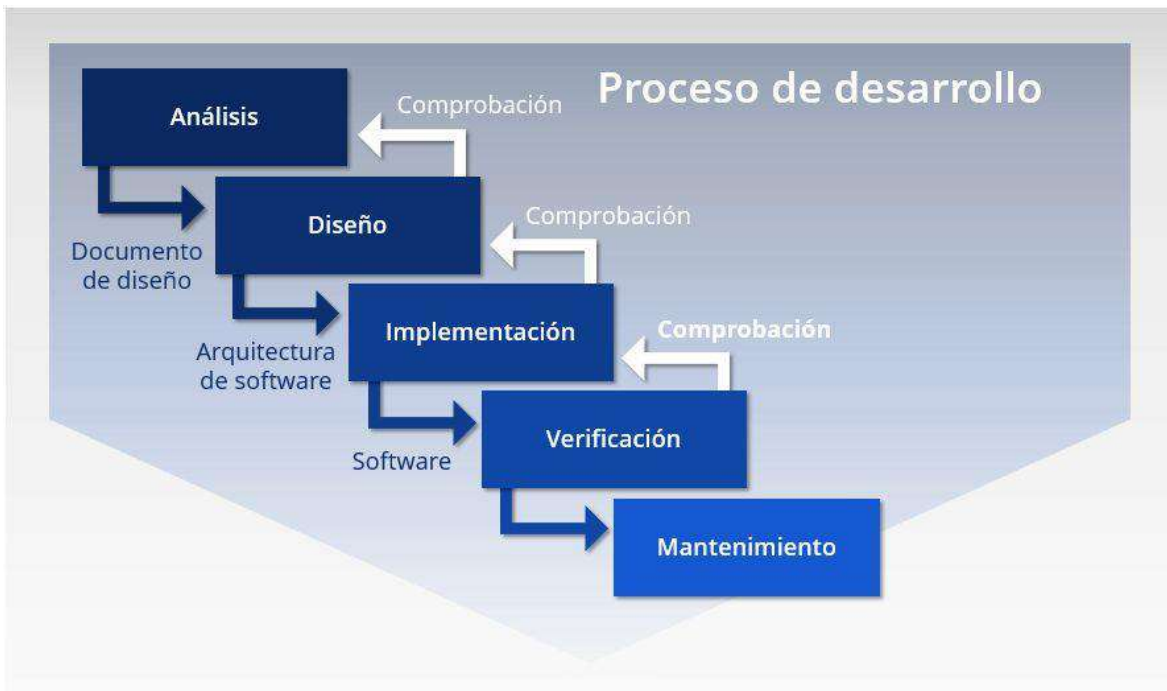 Proceso de desarrollo
Análisis
Comprobación
Diseño
Comprobación
Documento
de diseño
Implementación
Comprobación
Arquitectura
de software
Verificación
Software
Mantenimiento